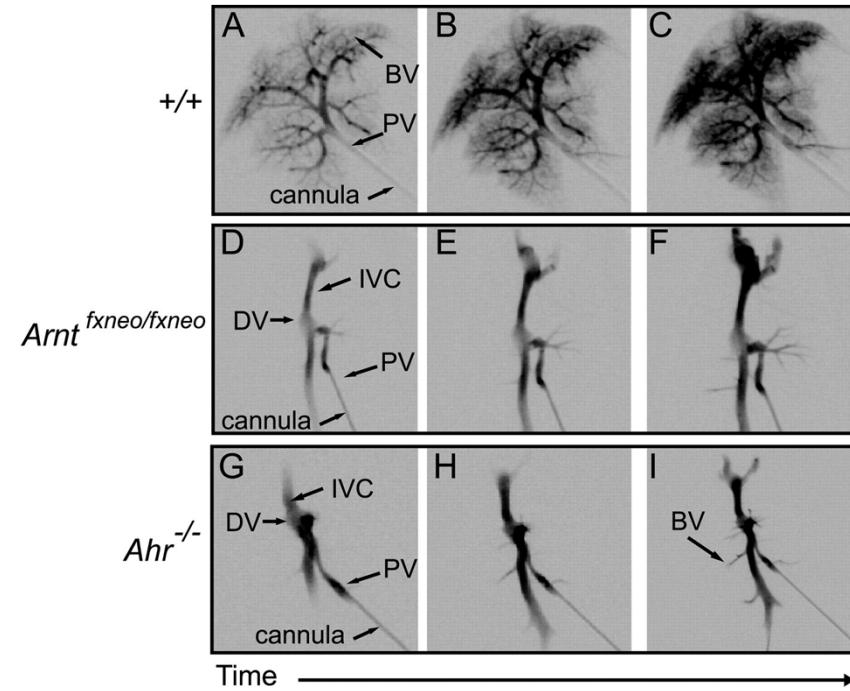 A
B
C
+/+
BV
PV
cannula
D
E
F
Arnt fxneo/fxneo
IVC
DV
PV
cannula
G
H
I
Ahr -/-
IVC
DV
BV
PV
cannula
Time